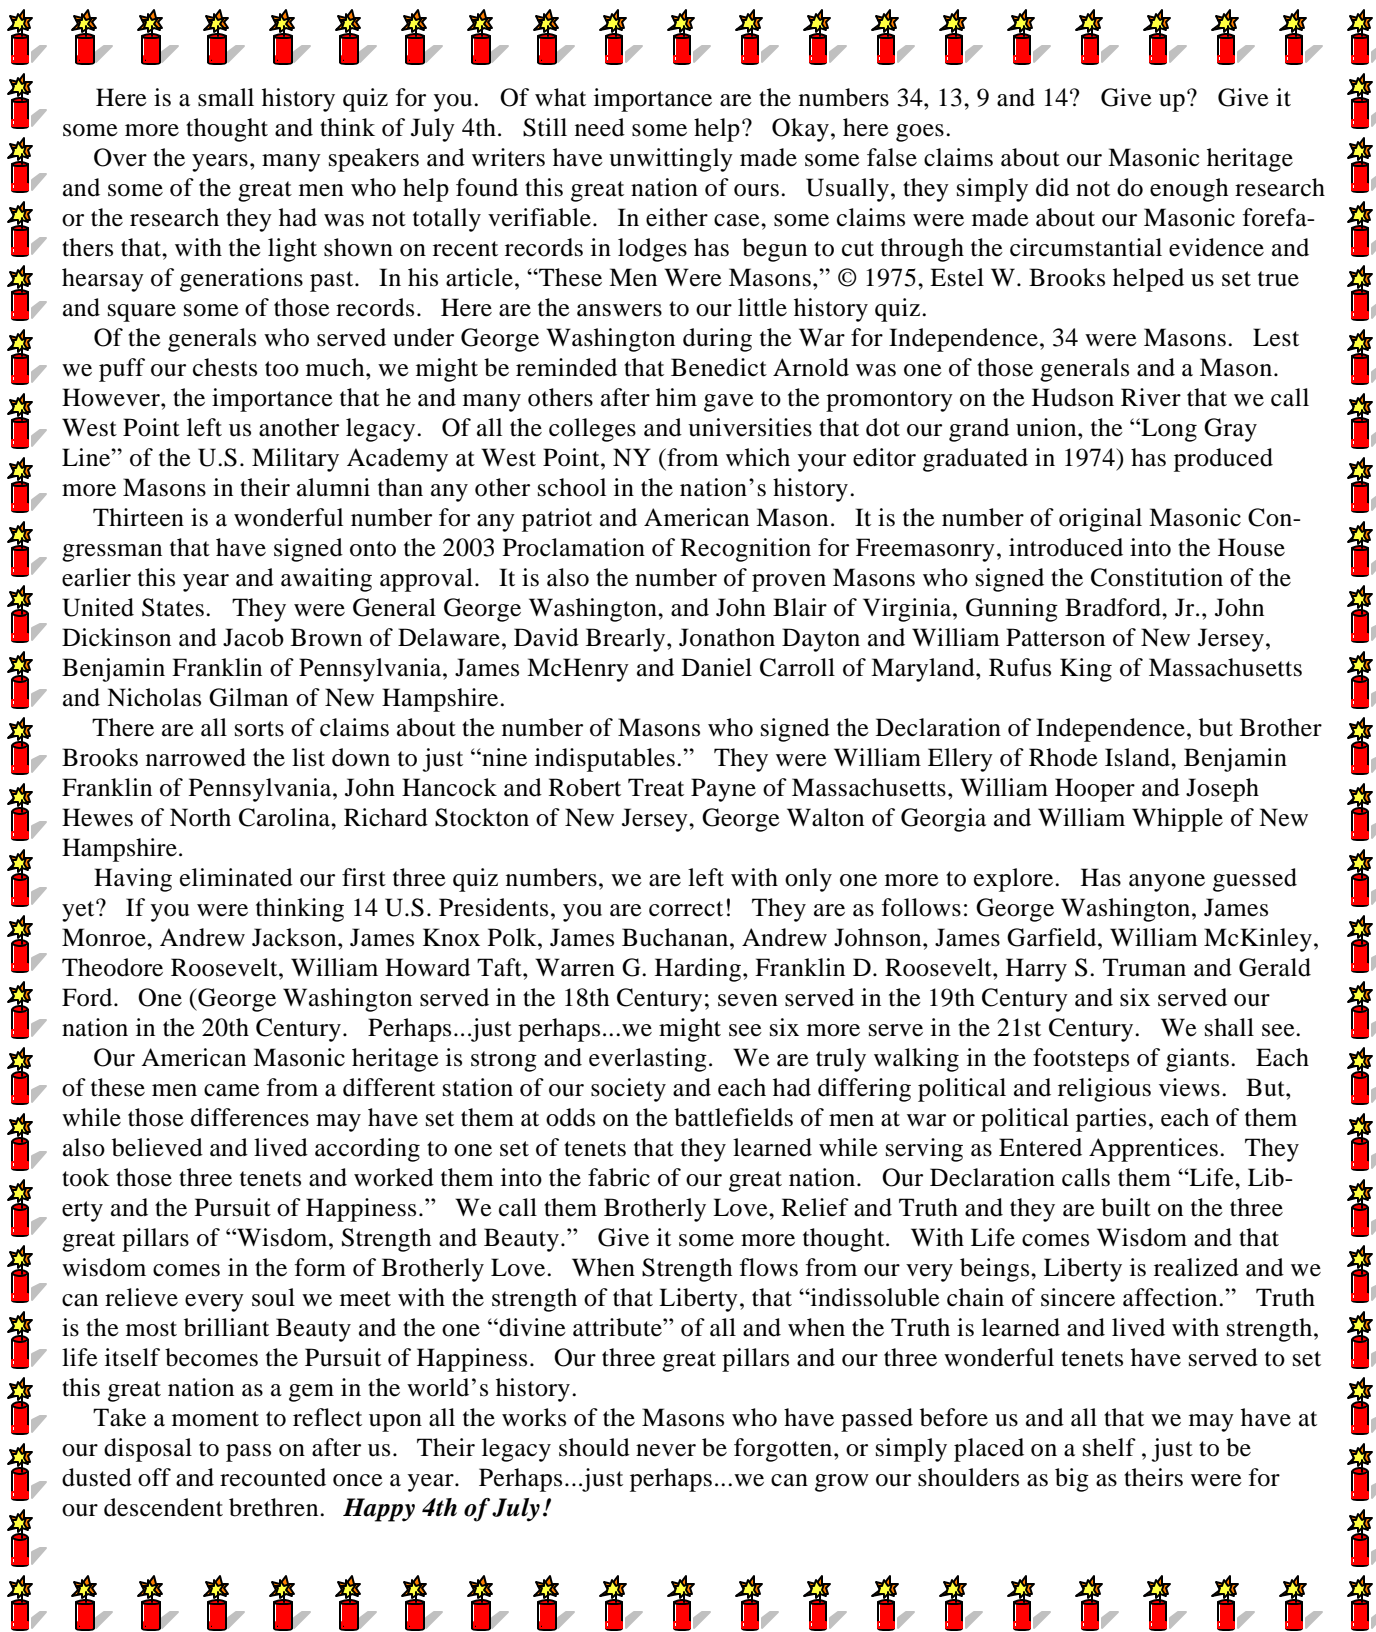 Here is a small history quiz for you. Of what importance are the numbers 34, 13, 9 and 14? Give up? Give it
some more thought and think of July 4th. Still need some help? Okay, here goes.
Over the years, many speakers and writers have unwittingly made some false claims about our Masonic heritage
and some of the great men who help found this great nation of ours. Usually, they simply did not do enough research
or the research they had was not totally verifiable. In either case, some claims were made about our Masonic forefa-
thers that, with the light shown on recent records in lodges has begun to cut through the circumstantial evidence and
hearsay of generations past. In his article, “These Men Were Masons,” © 1975, Estel W. Brooks helped us set true
and square some of those records. Here are the answers to our little history quiz.
Of the generals who served under George Washington during the War for Independence, 34 were Masons. Lest
we puff our chests too much, we might be reminded that Benedict Arnold was one of those generals and a Mason.
However, the importance that he and many others after him gave to the promontory on the Hudson River that we call
West Point left us another legacy. Of all the colleges and universities that dot our grand union, the “Long Gray
Line” of the U.S. Military Academy at West Point, NY (from which your editor graduated in 1974) has produced
more Masons in their alumni than any other school in the nation’s history.
Thirteen is a wonderful number for any patriot and American Mason. It is the number of original Masonic Con-
gressman that have signed onto the 2003 Proclamation of Recognition for Freemasonry, introduced into the House
earlier this year and awaiting approval. It is also the number of proven Masons who signed the Constitution of the
United States. They were General George Washington, and John Blair of Virginia, Gunning Bradford, Jr., John
Dickinson and Jacob Brown of Delaware, David Brearly, Jonathon Dayton and William Patterson of New Jersey,
Benjamin Franklin of Pennsylvania, James McHenry and Daniel Carroll of Maryland, Rufus King of Massachusetts
and Nicholas Gilman of New Hampshire.
There are all sorts of claims about the number of Masons who signed the Declaration of Independence, but Brother
Brooks narrowed the list down to just “nine indisputables.” They were William Ellery of Rhode Island, Benjamin
Franklin of Pennsylvania, John Hancock and Robert Treat Payne of Massachusetts, William Hooper and Joseph
Hewes of North Carolina, Richard Stockton of New Jersey, George Walton of Georgia and William Whipple of New
Hampshire.
Having eliminated our first three quiz numbers, we are left with only one more to explore. Has anyone guessed
yet? If you were thinking 14 U.S. Presidents, you are correct! They are as follows: George Washington, James
Monroe, Andrew Jackson, James Knox Polk, James Buchanan, Andrew Johnson, James Garfield, William McKinley,
Theodore Roosevelt, William Howard Taft, Warren G. Harding, Franklin D. Roosevelt, Harry S. Truman and Gerald
Ford. One (George Washington served in the 18th Century; seven served in the 19th Century and six served our
nation in the 20th Century. Perhaps...just perhaps...we might see six more serve in the 21st Century. We shall see.
Our American Masonic heritage is strong and everlasting. We are truly walking in the footsteps of giants. Each
of these men came from a different station of our society and each had differing political and religious views. But,
while those differences may have set them at odds on the battlefields of men at war or political parties, each of them
also believed and lived according to one set of tenets tht they learned while serving as Entered Apprentices. They
took those three tenets and worked them into the fabric of our great nation. Our Declaration calls them “Life, Lib-
erty and the Pursuit of Happiness.” We call them Brotherly Love, Relief and Truth and they are built on the three
great pillars of “Wisdom, Strength and Beauty.” Give it some more thought. With Life comes Wisdom and that
wisdom comes in the form of Brotherly Love. When Strength flows from our very beings, Liberty is realized and we
can relieve every soul we meet with the strength of that Liberty, that “indissoluble chain of sincere affection.” Truth
is the most brilliant Beauty and the one “divine attribute” of all and when the Truth is learned and lived with strength,
life itself becomes the Pursuit of Happiness. Our three great pillars and our three wonderful tenets have served to set
this great nation as a gem in the world’s history.
Take a moment to reflect upon all the works of the Masons who have passed before us and all that we may have at
our disposal to pass on after us. Their legacy should never be forgotten, or simply placed on a shelf , just to be
dusted off and recounted once a year. Perhaps...just perhaps...we can grow our shoulders as big as theirs were for
our descendent brethren. Happy 4th of July!